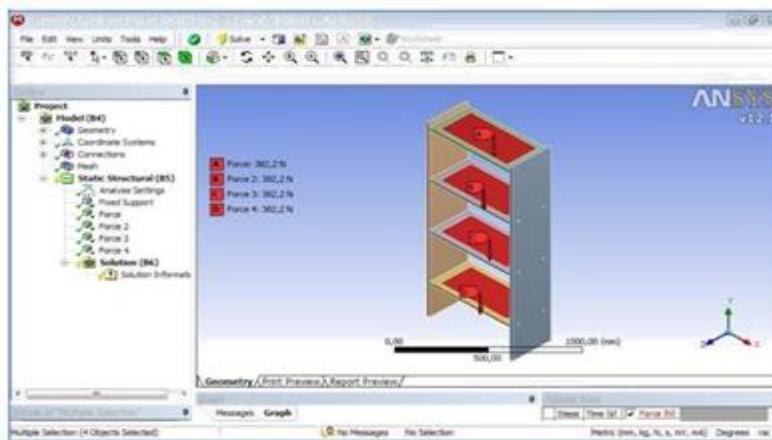 File Edit View Units Tools Help Solve
Project
Model (B4)
Geometry
Coordinate Systems
Connections
Mesh
Static Structural (B5)
Analysis Settings
Fixed Support
Force
Force 2
Force 3
Force 4
Solution (B6)
Solution Informati
ANSYS
v12.1
A Force: 382,2 N
Force 2: 382,2 N
Force 3: 382,2 N
Force 4: 382,2 N
0,00 1000,00 (mm)
500,00
Y
Geometry Print Preview Report Preview
Messages Graph
Steps Time [s] Force [N]
Multiple Selection (4 Objects Selected) No Messages No Selection Metric (mm, kg, N, s, mV, mA) Degrees